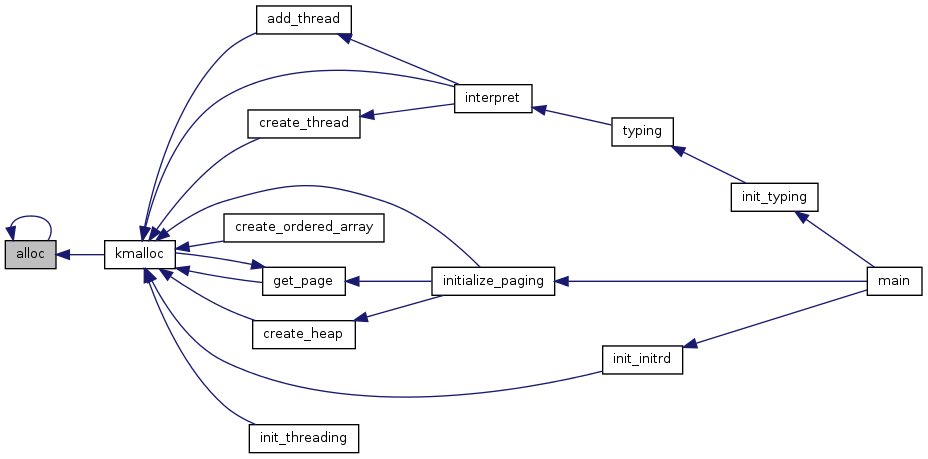 add_thread
interpret
create_thread
typing
init_typing
create_ordered_array
alloc
kmalloc
get_page
initialize_paging
main
create_heap
init_initrd
init_threading